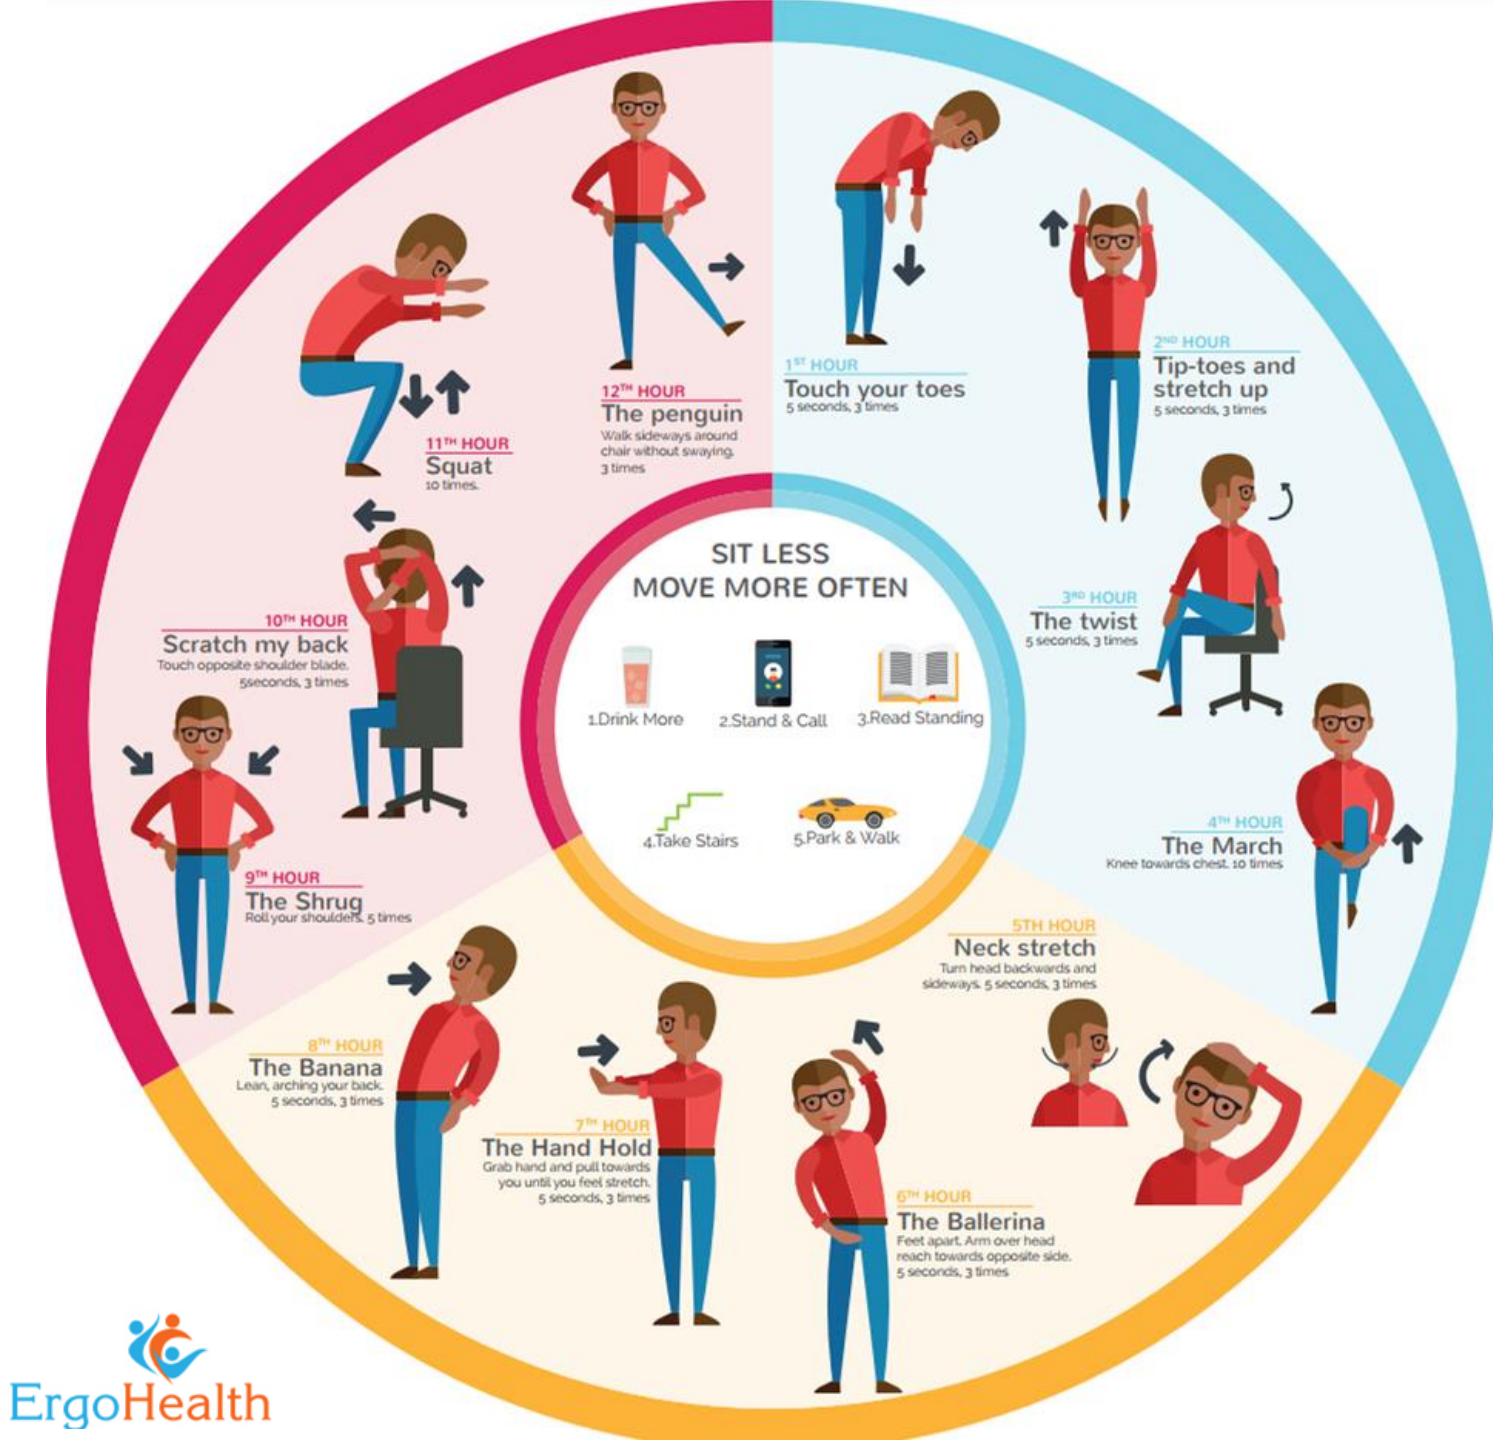 SIT LESS
MOVE MORE OFTEN
1.Drink More
2.Stand & Call
3.Read Standing
4.Take Stairs
5.Park & Walk
1ST HOUR
Touch your toes
5 seconds, 3 times
2ND HOUR
Tip-toes and
stretch up
5 seconds, 3 times
3RD HOUR
The twist
5 seconds, 3 times
4TH HOUR
The March
Knee towards chest. 10 times
5TH HOUR
Neck stretch
Turn head backwards and
sideways. 5 seconds, 3 times
6TH HOUR
The Ballerina
Feet apart. Arm over head
reach towards opposite side.
5 seconds, 3 times
7TH HOUR
The Hand Hold
Grab hand and pull towards
you until you feel stretch.
5 seconds, 3 times
8TH HOUR
The Banana
Lean, arching your back.
5 seconds, 3 times
9TH HOUR
The Shrug
Roll your shoulders. 5 times
10TH HOUR
Scratch my back
Touch opposite shoulder blade.
5seconds, 3 times
11TH HOUR
Squat
10 times.
12TH HOUR
The penguin
Walk sideways around
chair without swaying.
3 times
ErgoHealth